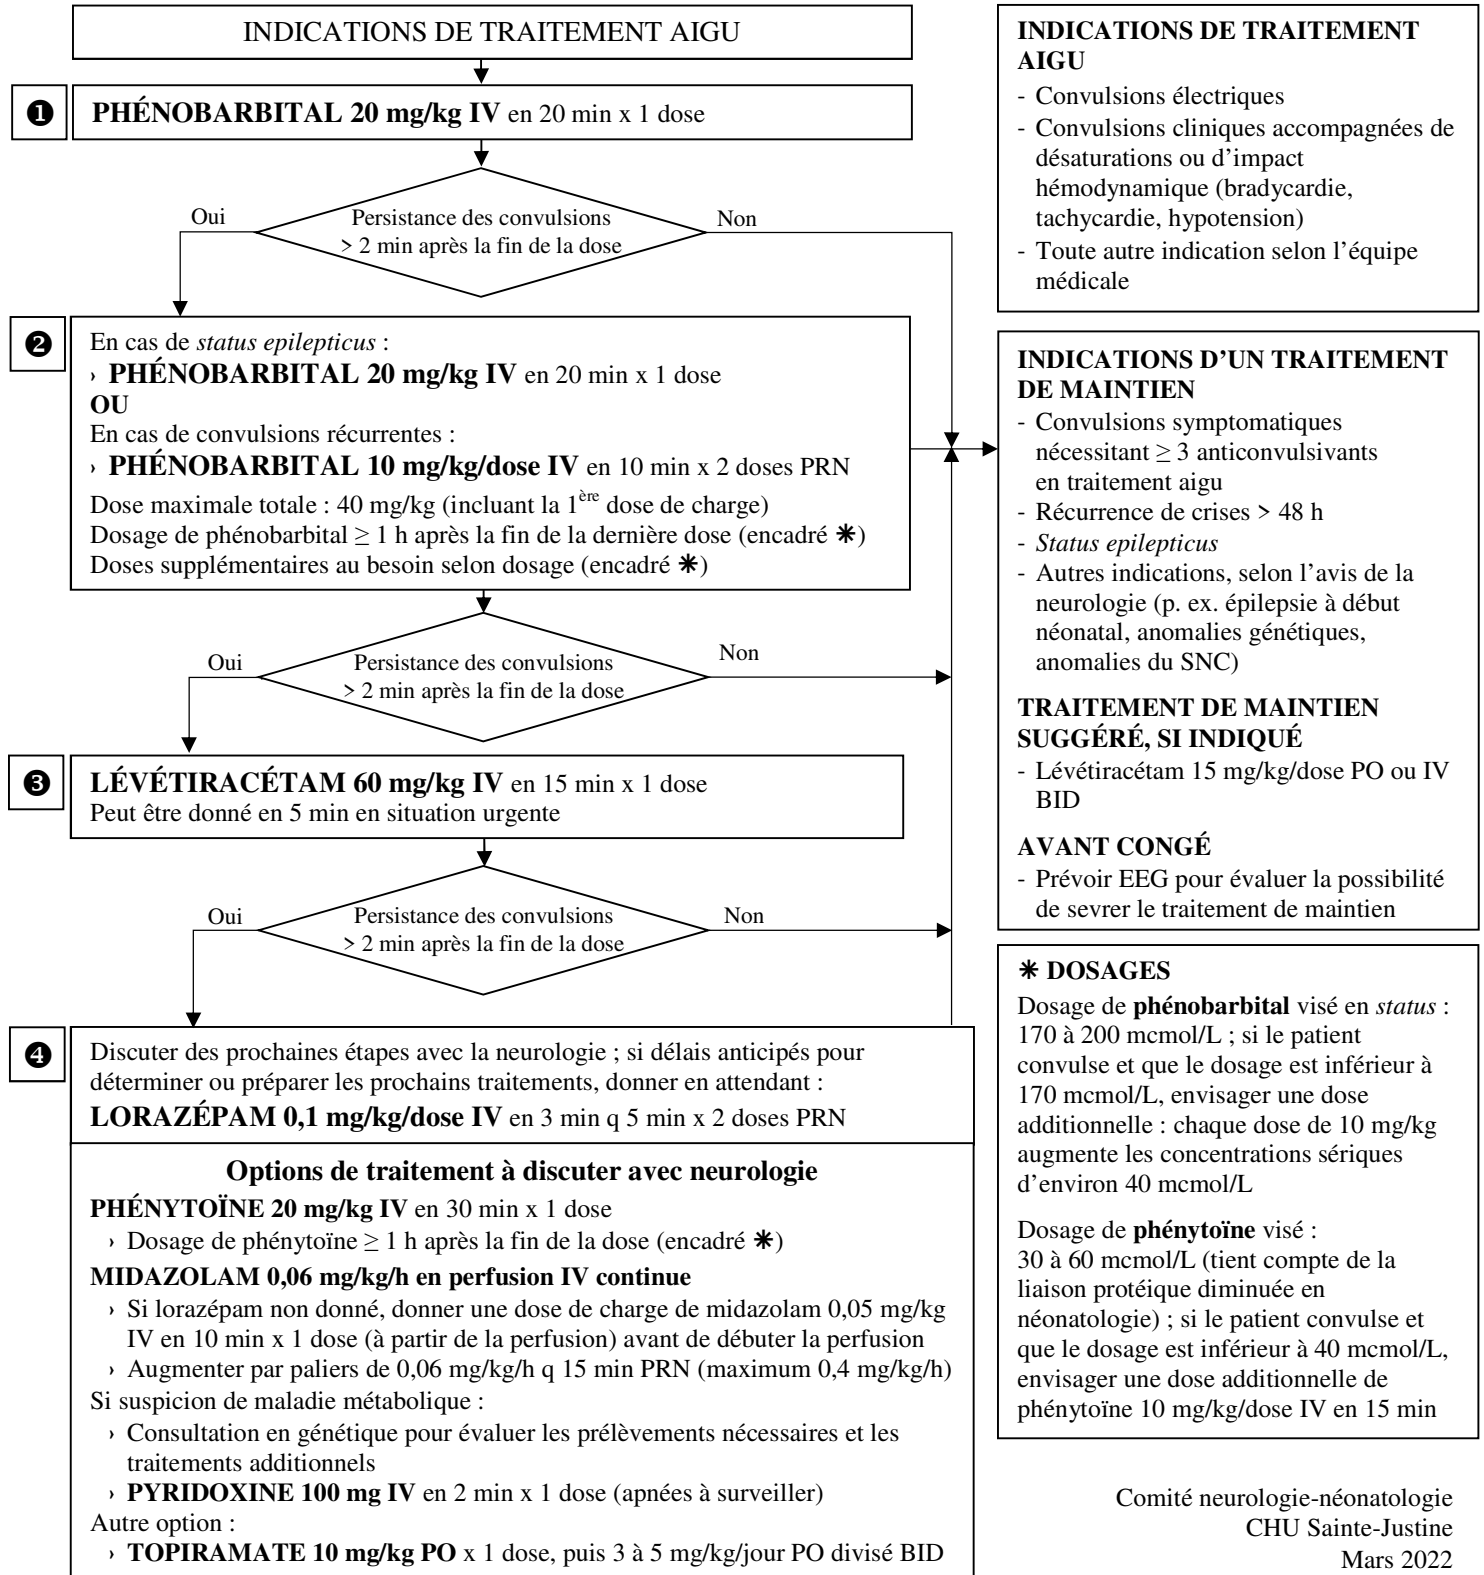 INDICATIONS DE TRAITEMENT AIGU
❶
PHÉNOBARBITAL 20 mg/kg IV en 20 min x 1 dose
Persistance des convulsions
> 2 min après la fin de la dose
Oui
Non
❷
En cas de status epilepticus :
› PHÉNOBARBITAL 20 mg/kg IV en 20 min x 1 dose
OU
En cas de convulsions récurrentes :
› PHÉNOBARBITAL 10 mg/kg/dose IV en 10 min x 2 doses PRN
Dose maximale totale : 40 mg/kg (incluant la 1ère dose de charge)
Dosage de phénobarbital ≥ 1 h après la fin de la dernière dose (encadré ✱)
Doses supplémentaires au besoin selon dosage (encadré ✱)
Persistance des convulsions
> 2 min après la fin de la dose
Oui
Non
❸
LÉVÉTIRACÉTAM 60 mg/kg IV en 15 min x 1 dose
Peut être donné en 5 min en situation urgente
Persistance des convulsions
> 2 min après la fin de la dose
Oui
Non
❹
Discuter des prochaines étapes avec la neurologie ; si délais anticipés pour
déterminer ou préparer les prochains traitements, donner en attendant :
LORAZÉPAM 0,1 mg/kg/dose IV en 3 min q 5 min x 2 doses PRN
Options de traitement à discuter avec neurologie
PHÉNYTOÏNE 20 mg/kg IV en 30 min x 1 dose
› Dosage de phénytoïne ≥ 1 h après la fin de la dose (encadré ✱)
MIDAZOLAM 0,06 mg/kg/h en perfusion IV continue
› Si lorazépam non donné, donner une dose de charge de midazolam 0,05 mg/kg
IV en 10 min x 1 dose (à partir de la perfusion) avant de débuter la perfusion
› Augmenter par paliers de 0,06 mg/kg/h q 15 min PRN (maximum 0,4 mg/kg/h)
Si suspicion de maladie métabolique :
› Consultation en génétique pour évaluer les prélèvements nécessaires et les
traitements additionnels
› PYRIDOXINE 100 mg IV en 2 min x 1 dose (apnées à surveiller)
Autre option :
› TOPIRAMATE 10 mg/kg PO x 1 dose, puis 3 à 5 mg/kg/jour PO divisé BID
INDICATIONS DE TRAITEMENT
AIGU
- Convulsions électriques
- Convulsions cliniques accompagnées de
désaturations ou d'impact
hémodynamique (bradycardie,
tachycardie, hypotension)
- Toute autre indication selon l'équipe
médicale
INDICATIONS D'UN TRAITEMENT
DE MAINTIEN
- Convulsions symptomatiques
nécessitant ≥ 3 anticonvulsivants
en traitement aigu
- Récurrence de crises > 48 h
- Status epilepticus
- Autres indications, selon l'avis de la
neurologie (p. ex. épilepsie à début
néonatal, anomalies génétiques,
anomalies du SNC)
TRAITEMENT DE MAINTIEN
SUGGÉRÉ, SI INDIQUÉ
- Lévétiracétam 15 mg/kg/dose PO ou IV
BID
AVANT CONGÉ
- Prévoir EEG pour évaluer la possibilité
de sevrer le traitement de maintien
✱ DOSAGES
Dosage de phénobarbital visé en status :
170 à 200 mcmol/L ; si le patient
convulse et que le dosage est inférieur à
170 mcmol/L, envisager une dose
additionnelle : chaque dose de 10 mg/kg
augmente les concentrations sériques
d'environ 40 mcmol/L
Dosage de phénytoïne visé :
30 à 60 mcmol/L (tient compte de la
liaison protéique diminuée en
néonatologie) ; si le patient convulse et
que le dosage est inférieur à 40 mcmol/L,
envisager une dose additionnelle de
phénytoïne 10 mg/kg/dose IV en 15 min
Comité neurologie-néonatologie
CHU Sainte-Justine
Mars 2022